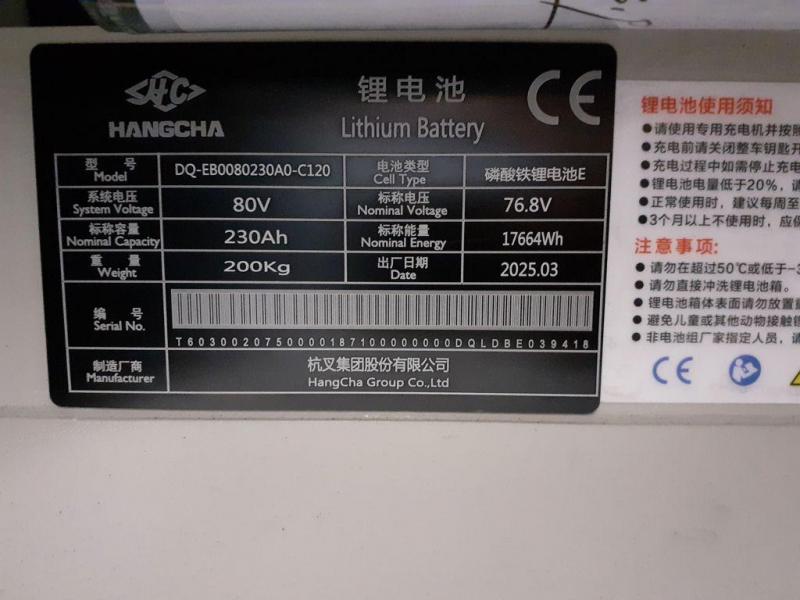 HC
HANGCHA
锂电池
Lithium Battery
CE
型号 Model DQ-EB0080230A0-C120 电池类型 Cell Type 磷酸铁锂电池E
系统电压 System Voltage 80V 标称电压 Nominal Voltage 76.8V
标称容量 Nominal Capacity 230Ah 标称能量 Nominal Energy 17664Wh
重量 Weight 200Kg 出厂日期 Date 2025.03
编号 Serial No.
T6030020750000187100000000DQLDBE039418
制造厂商 Manufacturer
杭叉集团股份有限公司
HangCha Group Co.,Ltd
锂电池使用须知
●请使用专用充电机并按照
●充电前请关闭整车钥匙开
●充电过程中如需停止充电
●锂电池电量低于20%，请
●正常使用时，建议每周至
●3个月以上不使用时，应保
注意事项:
●请勿在超过50℃或低于-3
●请勿直接冲洗锂电池箱。
●锂电池箱体表面请勿放置
●避免儿童或其他动物接触锂
●非电池组厂家指定人员，请
CE